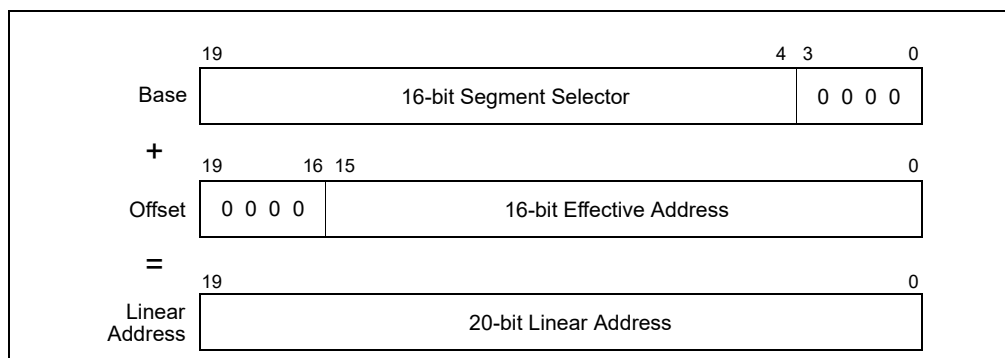 19 4 3 0
Base 16-bit Segment Selector 0 0 0 0
+
19 16 15 0
Offset 0 0 0 0 16-bit Effective Address
=
19 0
Linear
Address
20-bit Linear Address